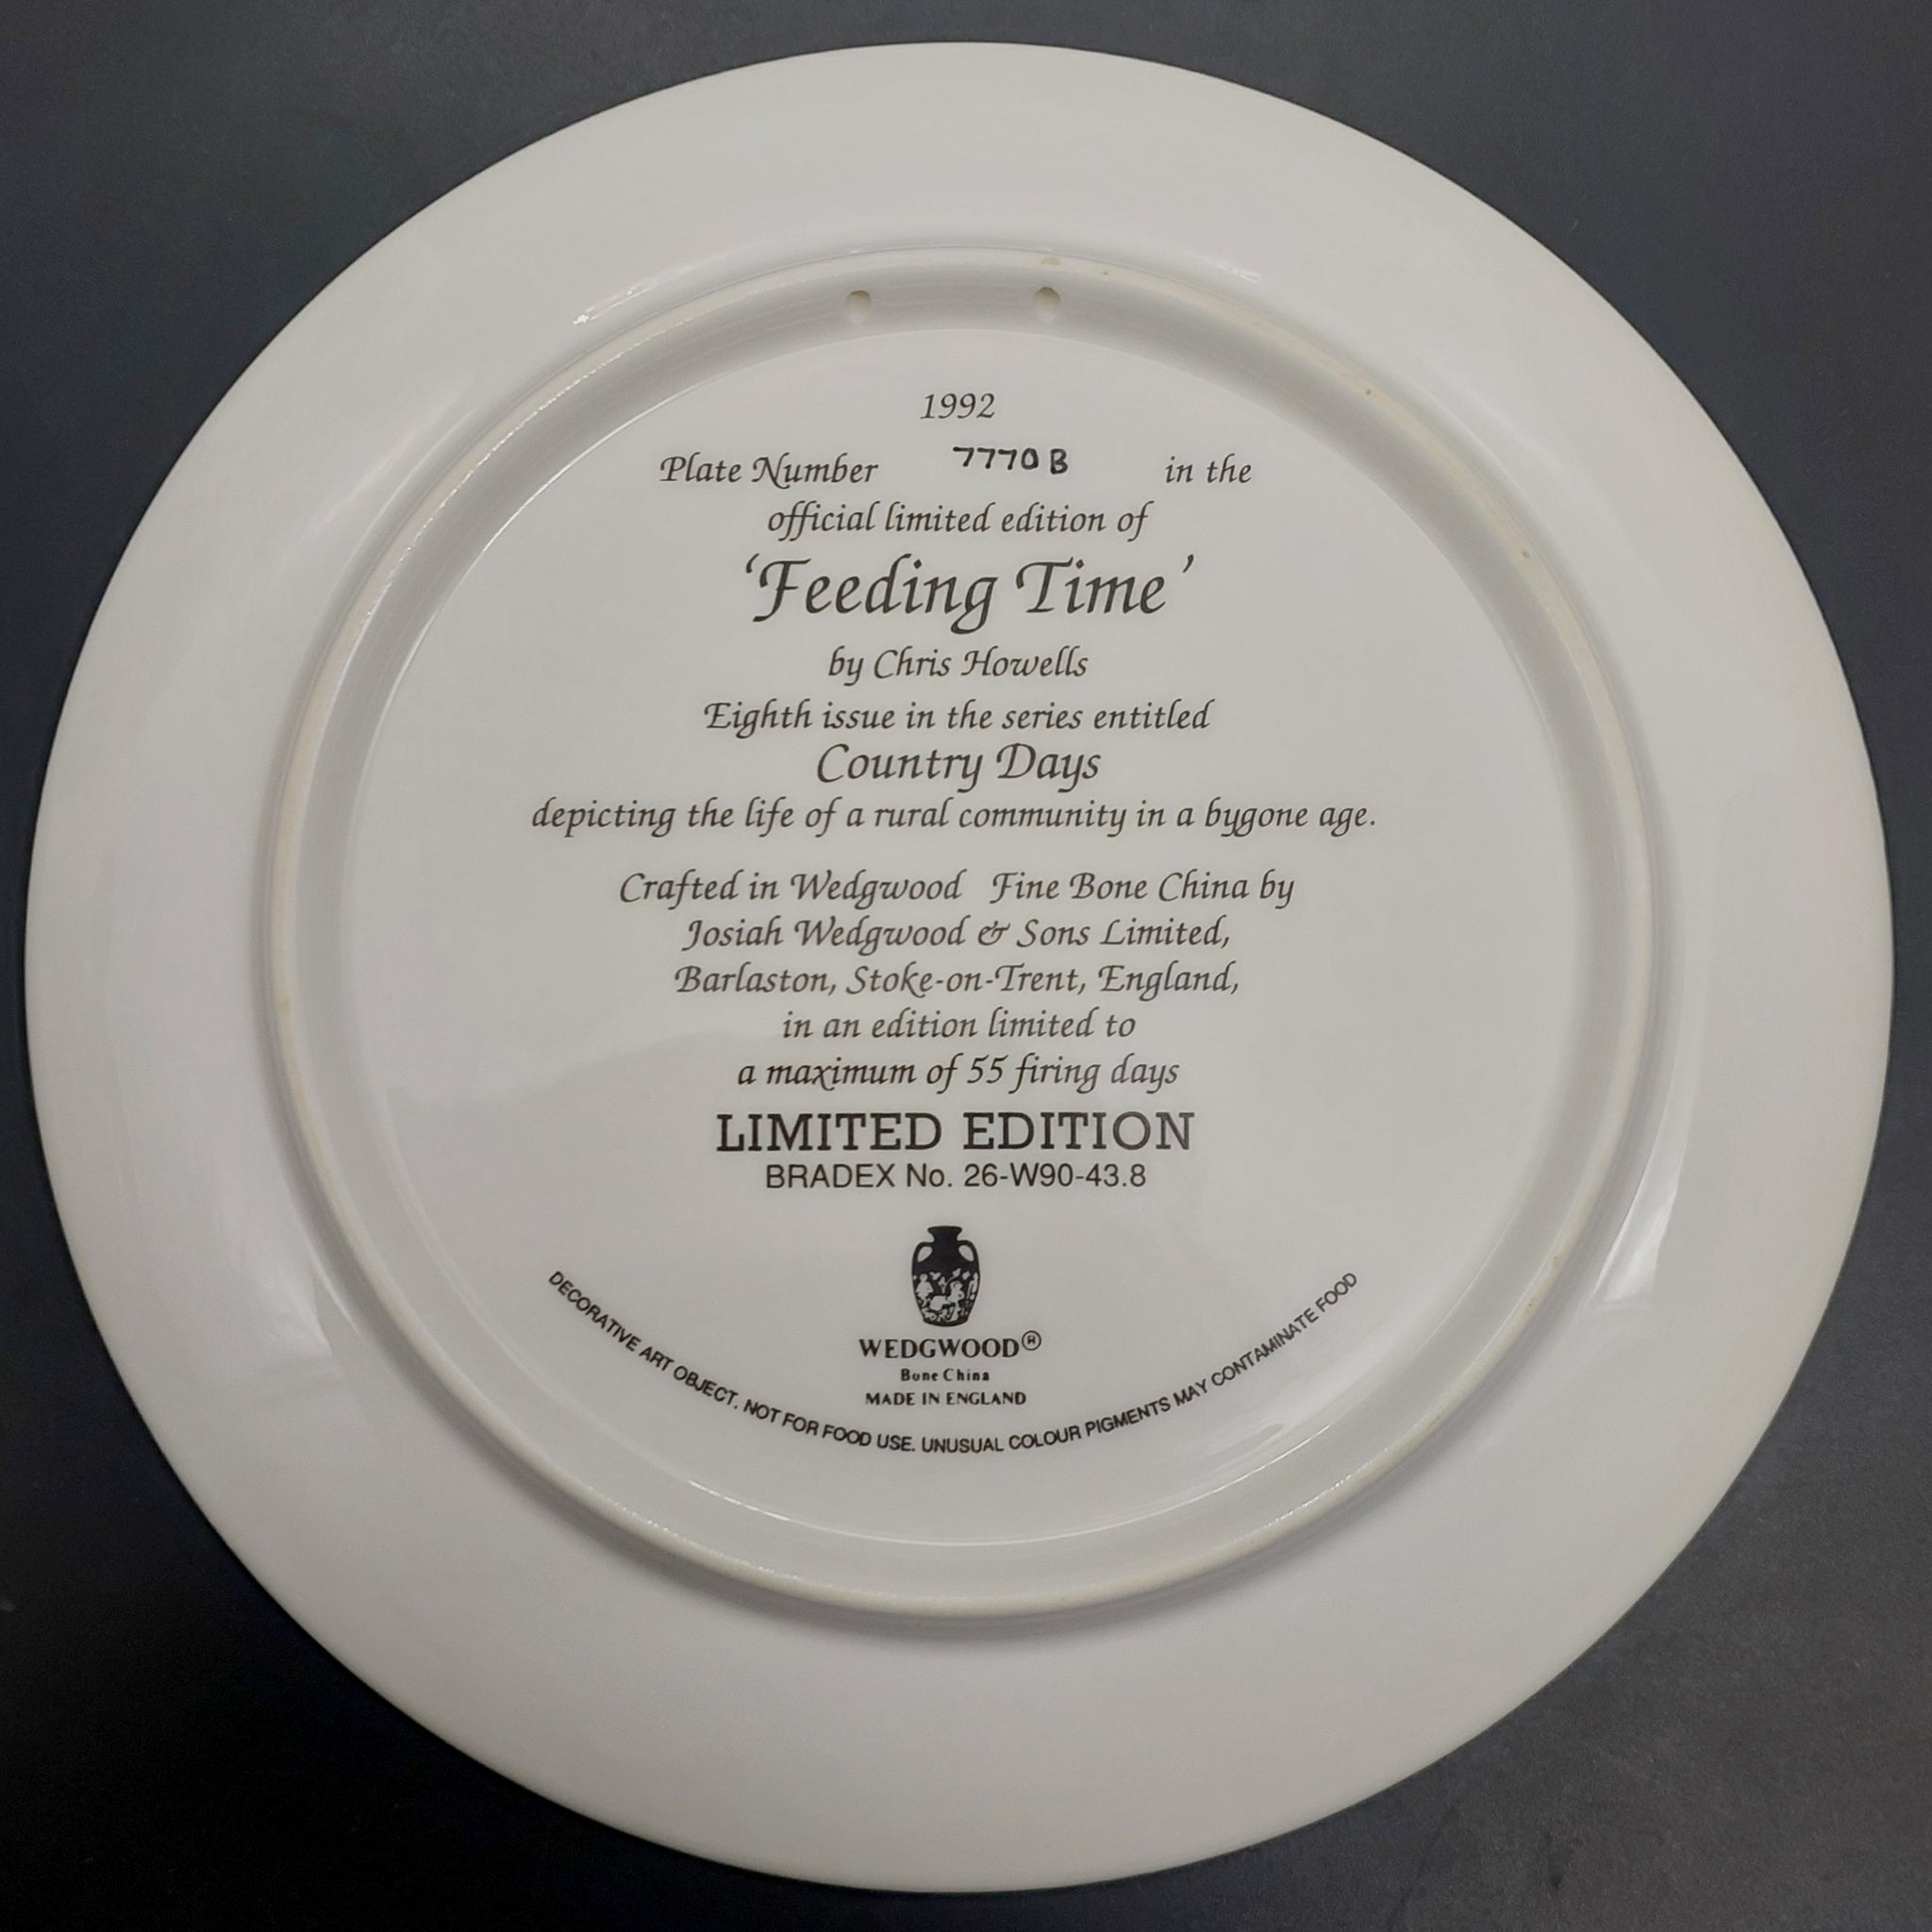 1992
Plate Number 7770 B in the
official limited edition of
‘Feeding Time’
by Chris Howells
Eighth issue in the series entitled
Country Days
depicting the life of a rural community in a bygone age.
Crafted in Wedgwood Fine Bone China by
Josiah Wedgwood & Sons Limited,
Barlaston, Stoke-on-Trent, England,
in an edition limited to
a maximum of 55 firing days
LIMITED EDITION
BRADEX No. 26-W90-43.8
WEDGWOOD®
Bone China
MADE IN ENGLAND
DECORATIVE ART OBJECT. NOT FOR FOOD USE. UNUSUAL COLOUR PIGMENTS MAY CONTAMINATE FOOD